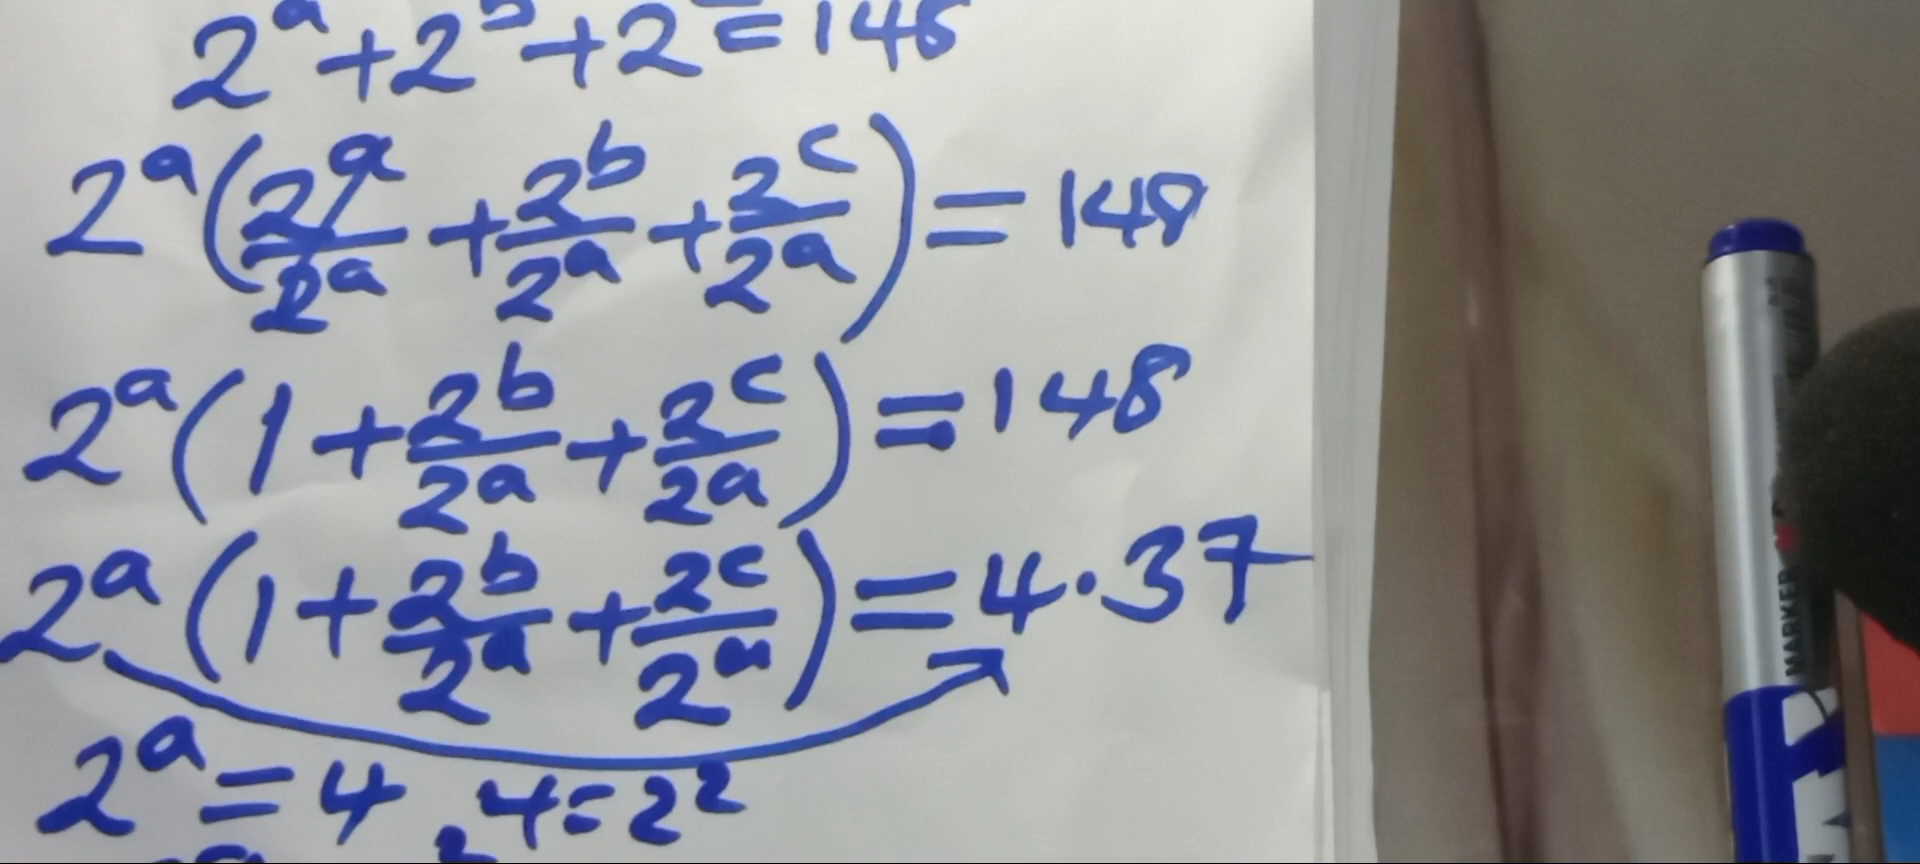 2^a + 2^b + 2 = 148
2^a (2^a/2^a + 2^b/2^a + 2^c/2^a) = 148
2^a (1 + 2^b/2^a + 2^c/2^a) = 148
2^a (1 + 2^b/2^a + 2^c/2^a) = 4·37
2^a = 4, 4 = 2^2
MARKER